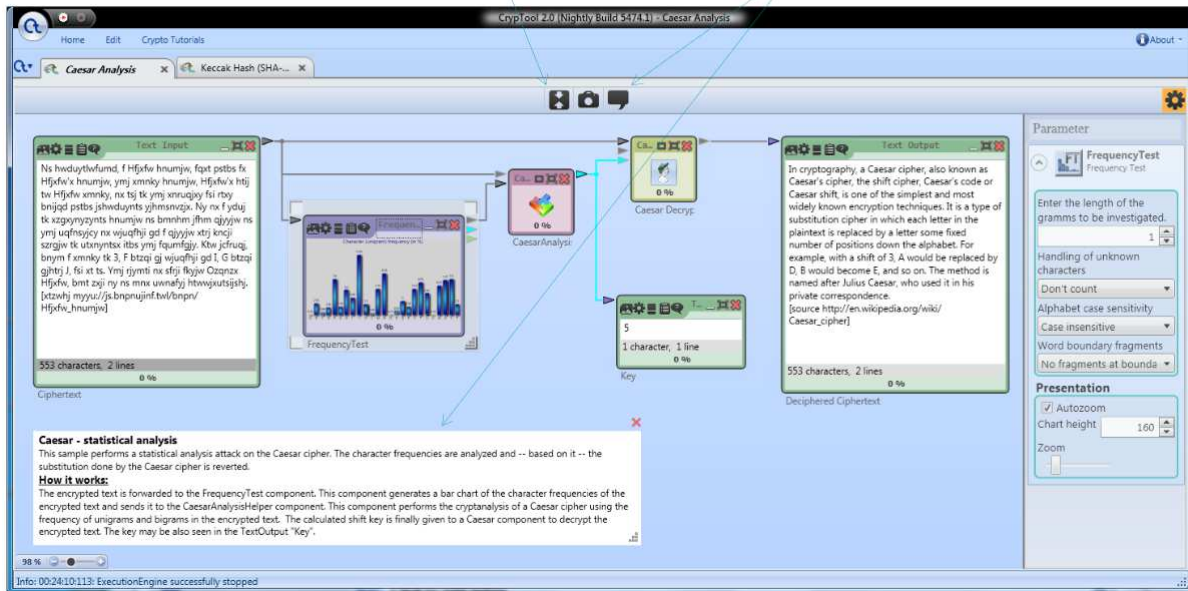 CrypTool 2.0 (Nightly Build 5474.1) - Caesar Analysis
Home Edit Crypto Tutorials
About
Caesar Analysis x Keccak Hash (SHA-... x
Text Input
Ns hwduytlwfumd, f Hfjxfw hnumjw, fqxt pstbs fx
Hfjxfw'x hnumjw, ymj xmnky hnumjw, Hfjxfw'x htij
tw Hfjxfw xmnky, nx tsj tk ymj xnruqjxy fsi rtxy
bnijqd pstbs jshwduynts yjhmsnvzjx. Ny nx f yduj
tk xzgxynyzynts hnumjw ns bmnhm jfhm qjyyjw ns
ymj uqfnsyjcy nx wjuqfhji gd f qjyyjw xtrj kncji
szrgjw tk utxnyntsx itbs ymj fqumfgjy. Ktw jcfruqj,
bnym f xmnky tk 3, F btzqi gj wjuqfhji gd I, G btzqi
gjhtrj J, fsi xt ts. Ymj rjymti nx sfrji fkyjw Ozqnzx
Hfjxfw, bmt zxji ny ns mnx uwnafyj htwwjxutsijshj.
[xtzwhj myyu://js.bnpnujinf.twl/bnpn/
Hfjxfw_hnumjw]
553 characters, 2 lines
0 %
Ciphertext
Frequen...
0 %
FrequencyTest
Ca...
0 %
CaesarAnalysi
Ca...
0 %
Caesar Decryp
T...
5
1 character, 1 line
0 %
Key
Text Output
In cryptography, a Caesar cipher, also known as
Caesar's cipher, the shift cipher, Caesar's code or
Caesar shift, is one of the simplest and most
widely known encryption techniques. It is a type of
substitution cipher in which each letter in the
plaintext is replaced by a letter some fixed
number of positions down the alphabet. For
example, with a shift of 3, A would be replaced by
D, B would become E, and so on. The method is
named after Julius Caesar, who used it in his
private correspondence.
[source http://en.wikipedia.org/wiki/
Caesar_cipher]
553 characters, 2 lines
0 %
Deciphered Ciphertext
Parameter
FT
FrequencyTest
Frequency Test
Enter the length of the
gramms to be investigated.
1
Handling of unknown
characters
Don't count
Alphabet case sensitivity
Case insensitive
Word boundary fragments
No fragments at bounda
Presentation
Autozoom
Chart height 160
Zoom
Caesar - statistical analysis
This sample performs a statistical analysis attack on the Caesar cipher. The character frequencies are analyzed and -- based on it -- the
substitution done by the Caesar cipher is reverted.
How it works:
The encrypted text is forwarded to the FrequencyTest component. This component generates a bar chart of the character frequencies of the
encrypted text and sends it to the CaesarAnalysisHelper component. This component performs the cryptanalysis of a Caesar cipher using the
frequency of unigrams and bigrams in the encrypted text. The calculated shift key is finally given to a Caesar component to decrypt the
encrypted text. The key may be also seen in the TextOutput "Key".
98 %
Info: 00:24:10:113: ExecutionEngine successfully stopped